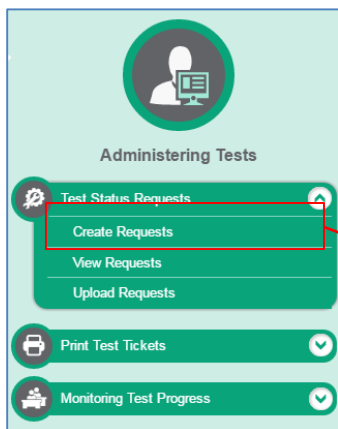 Administering Tests
Test Status Requests
Create Requests
View Requests
Upload Requests
Print Test Tickets
Monitoring Test Progress